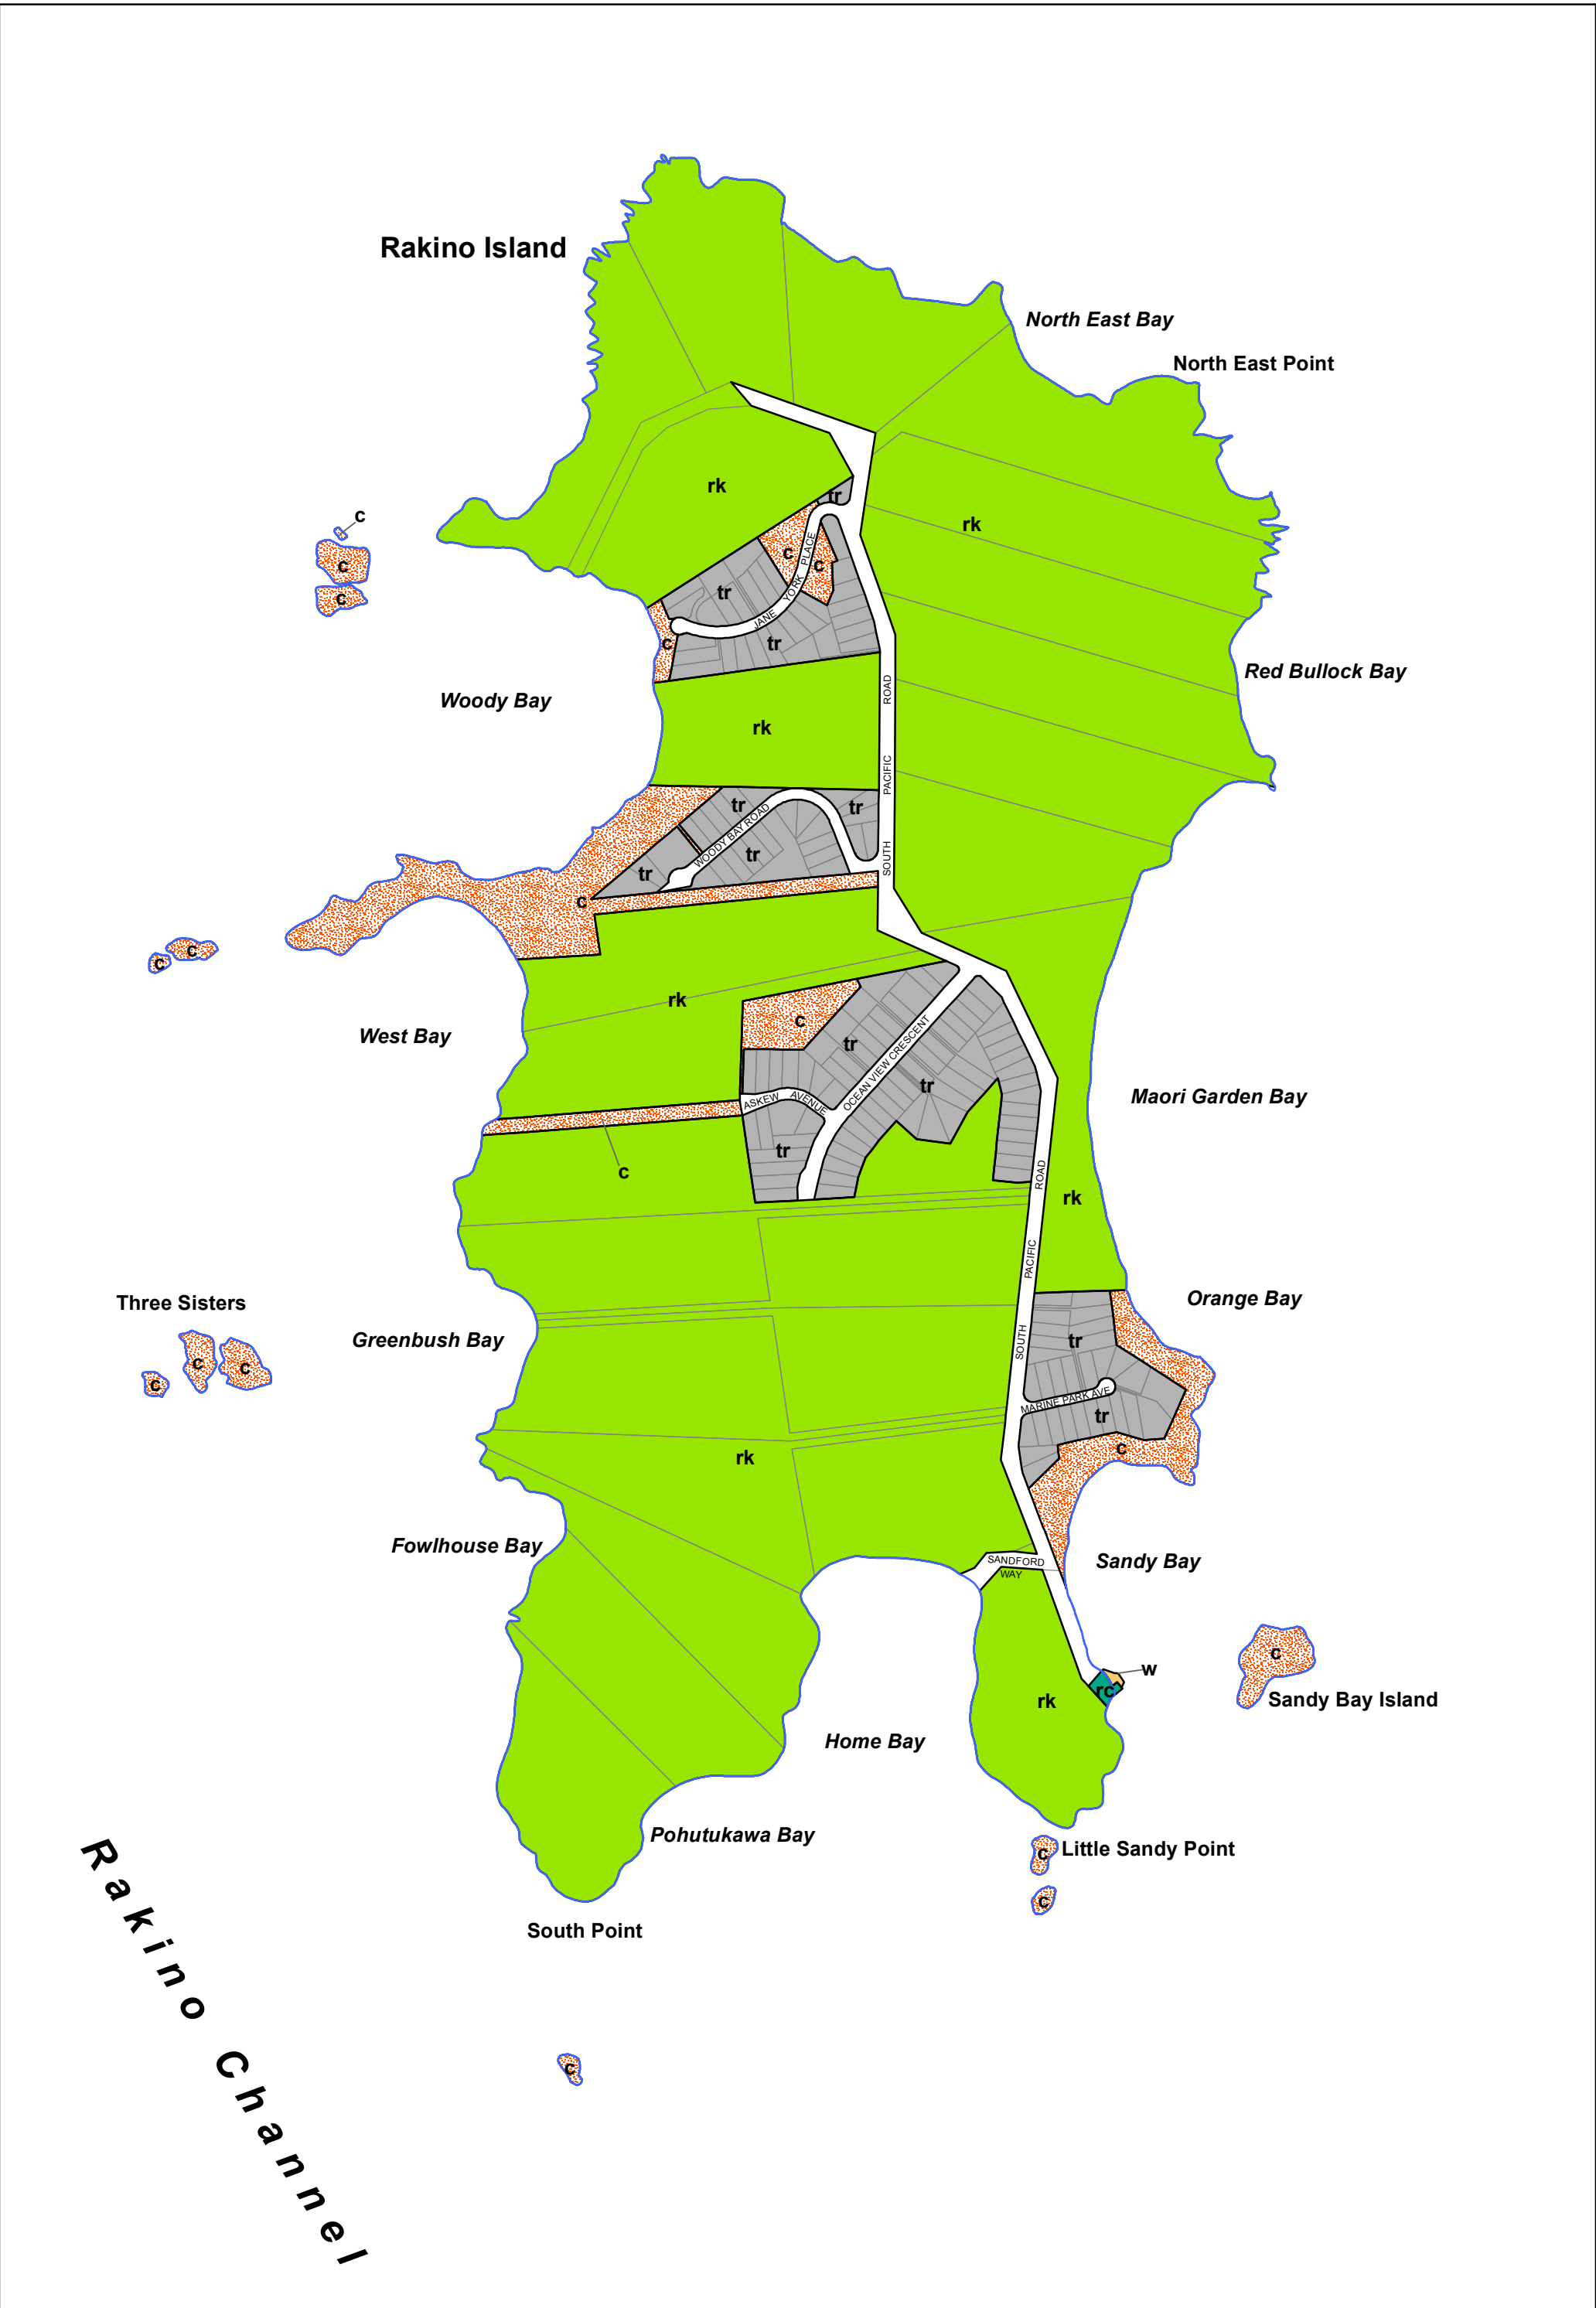 Rakino Island
North East Bay
North East Point
rk
tr
c
rk
c
c
PLACE
c
c
YORK
tr
JANE
tr
c
Red Bullock Bay
ROAD
Woody Bay
rk
PACIFIC
tr
WOODY BAY ROAD
tr
SOUTH
tr
tr
c
c
c
rk
c
West Bay
tr
OCEAN VIEW CRESCENT
tr
Maori Garden Bay
ASKEW
AVENUE
tr
c
ROAD
rk
PACIFIC
Orange Bay
Three Sisters
Greenbush Bay
SOUTH
tr
c
c
c
MARINE PARK AVE
tr
c
rk
Fowlhouse Bay
Sandy Bay
SANDFORD
WAY
c
w
rc
rk
Sandy Bay Island
Home Bay
Pohutukawa Bay
c
Little Sandy Point
c
South Point
Rakino Channel
c